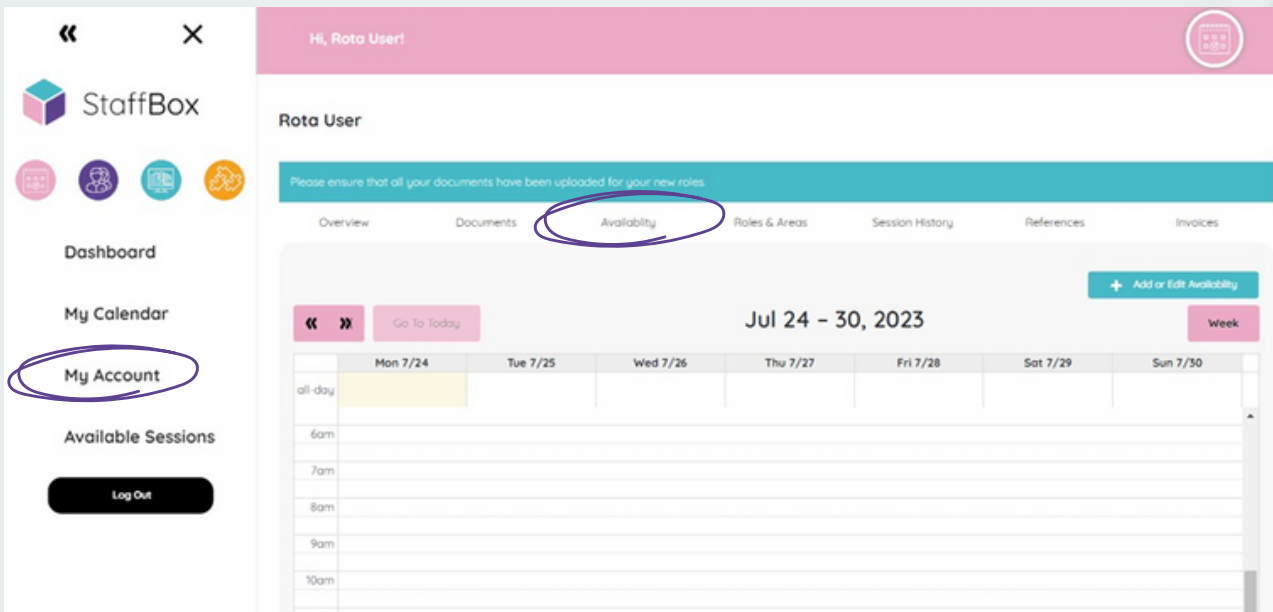 Hi, Rota User!
StaffBox
Rota User
Please ensure that all your documents have been uploaded for your new roles.
Overview Documents Availablity Roles & Areas Session History References Invoices
Dashboard
My Calendar
My Account
Available Sessions
Log Out
+ Add or Edit Availablity
« » Go To Today Jul 24 – 30, 2023 Week
Mon 7/24 Tue 7/25 Wed 7/26 Thu 7/27 Fri 7/28 Sat 7/29 Sun 7/30
all-day
6am
7am
8am
9am
10am